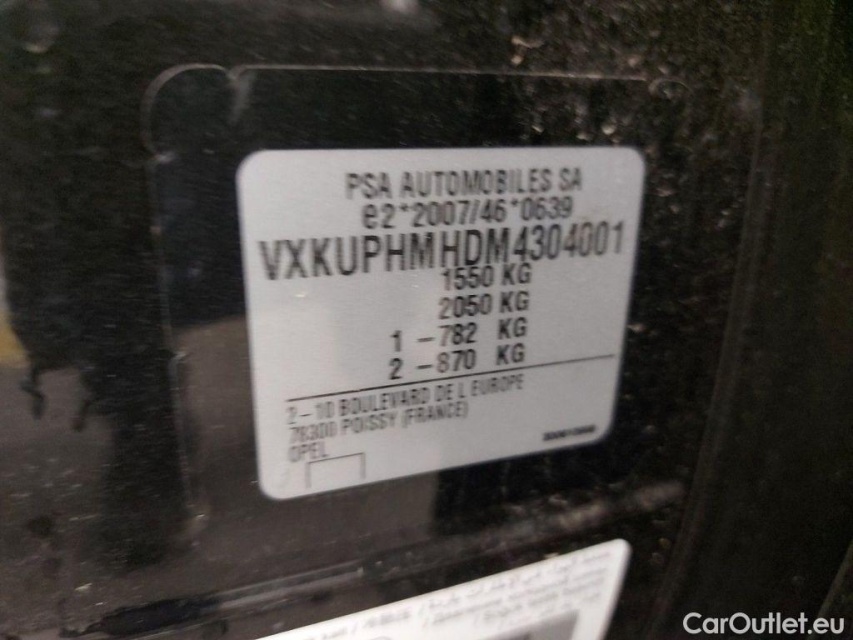 PSA AUTOMOBILES SA
e2*2007/46*0639
VXKUPHMHDM4304001
1550 KG
2050 KG
1 -782 KG
2 -870 KG
2-10 BOULEVARD DE L EUROPE
78300 POISSY (FRANCE)
OPEL
CarOutlet.eu